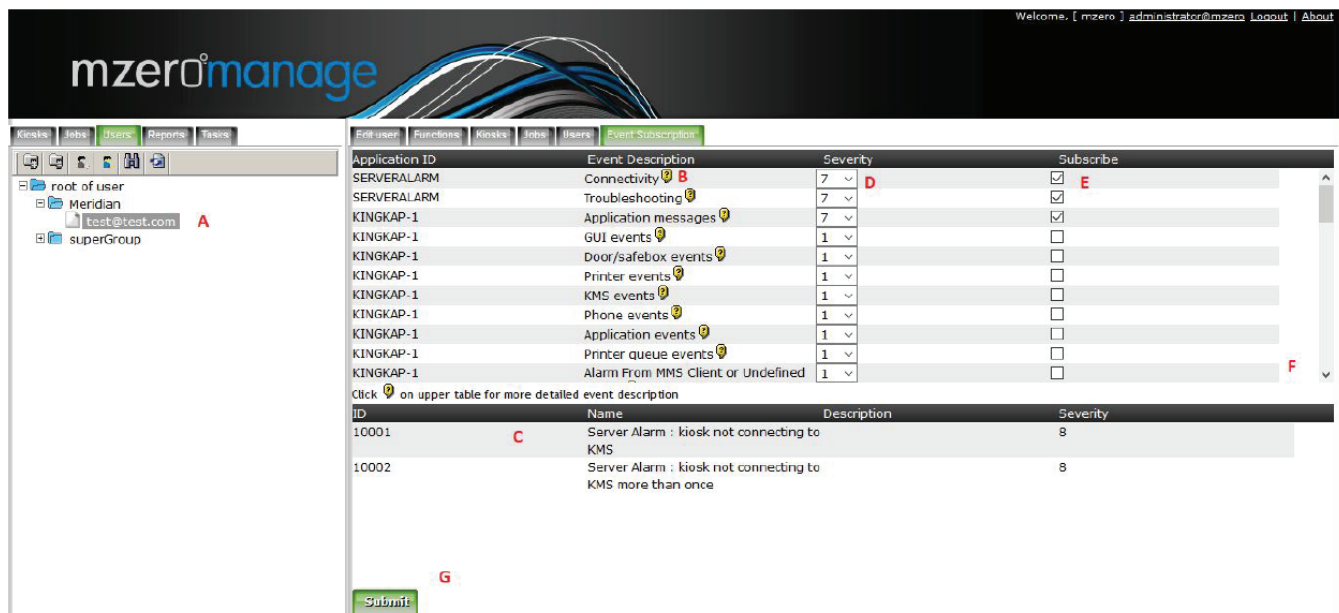 Welcome, [ mzero ] administrator@mzero Logout | About
mzero manage
Kiosks Jobs Users Reports Tasks
Edit user Functions Kiosks Jobs Users Event Subscription
root of user
Meridian
test@test.com A
superGroup
Application ID Event Description Severity Subscribe
SERVERALARM Connectivity B 7 D E
SERVERALARM Troubleshooting 7
KINGKAP-1 Application messages 7
KINGKAP-1 GUI events 1
KINGKAP-1 Door/safebox events 1
KINGKAP-1 Printer events 1
KINGKAP-1 KMS events 1
KINGKAP-1 Phone events 1
KINGKAP-1 Application events 1
KINGKAP-1 Printer queue events 1
KINGKAP-1 Alarm From MMS Client or Undefined 1 F
Click ? on upper table for more detailed event description
ID Name Description Severity
10001 C Server Alarm : kiosk not connecting to 8
KMS
10002 Server Alarm : kiosk not connecting to 8
KMS more than once
G
Submit